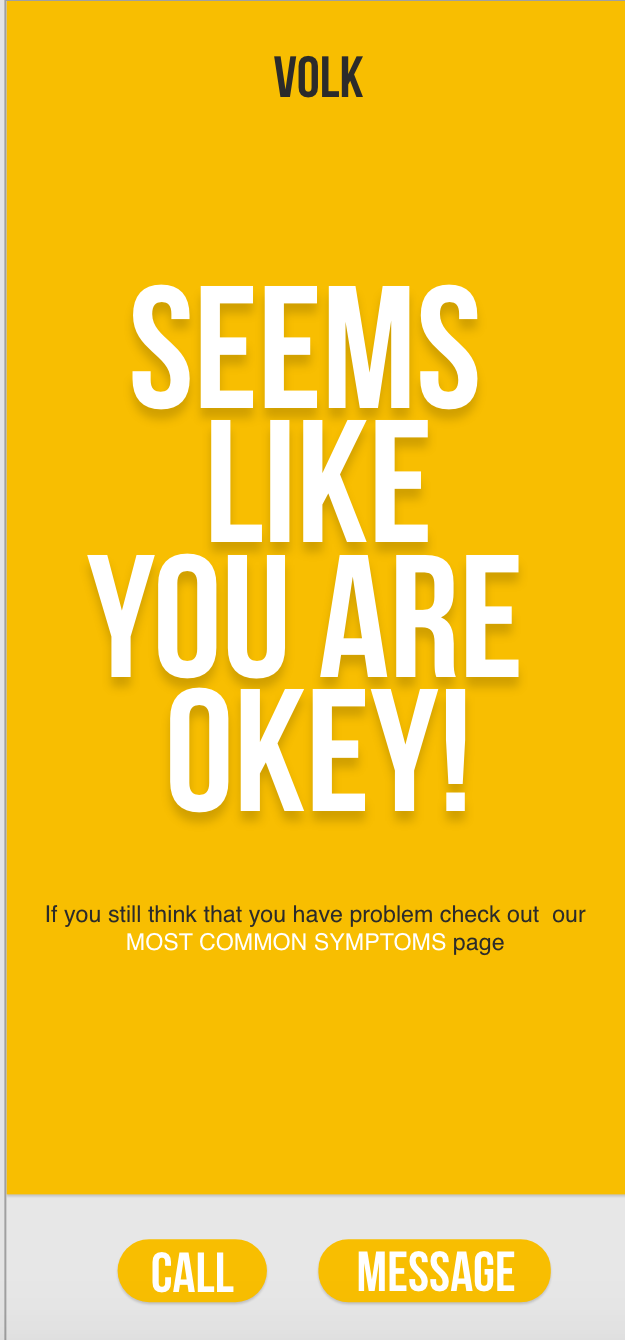 VOLK
SEEMS
LIKE
YOU ARE
OKEY!
If you still think that you have problem check out  our
MOST COMMON SYMPTOMS page
CALL MESSAGE